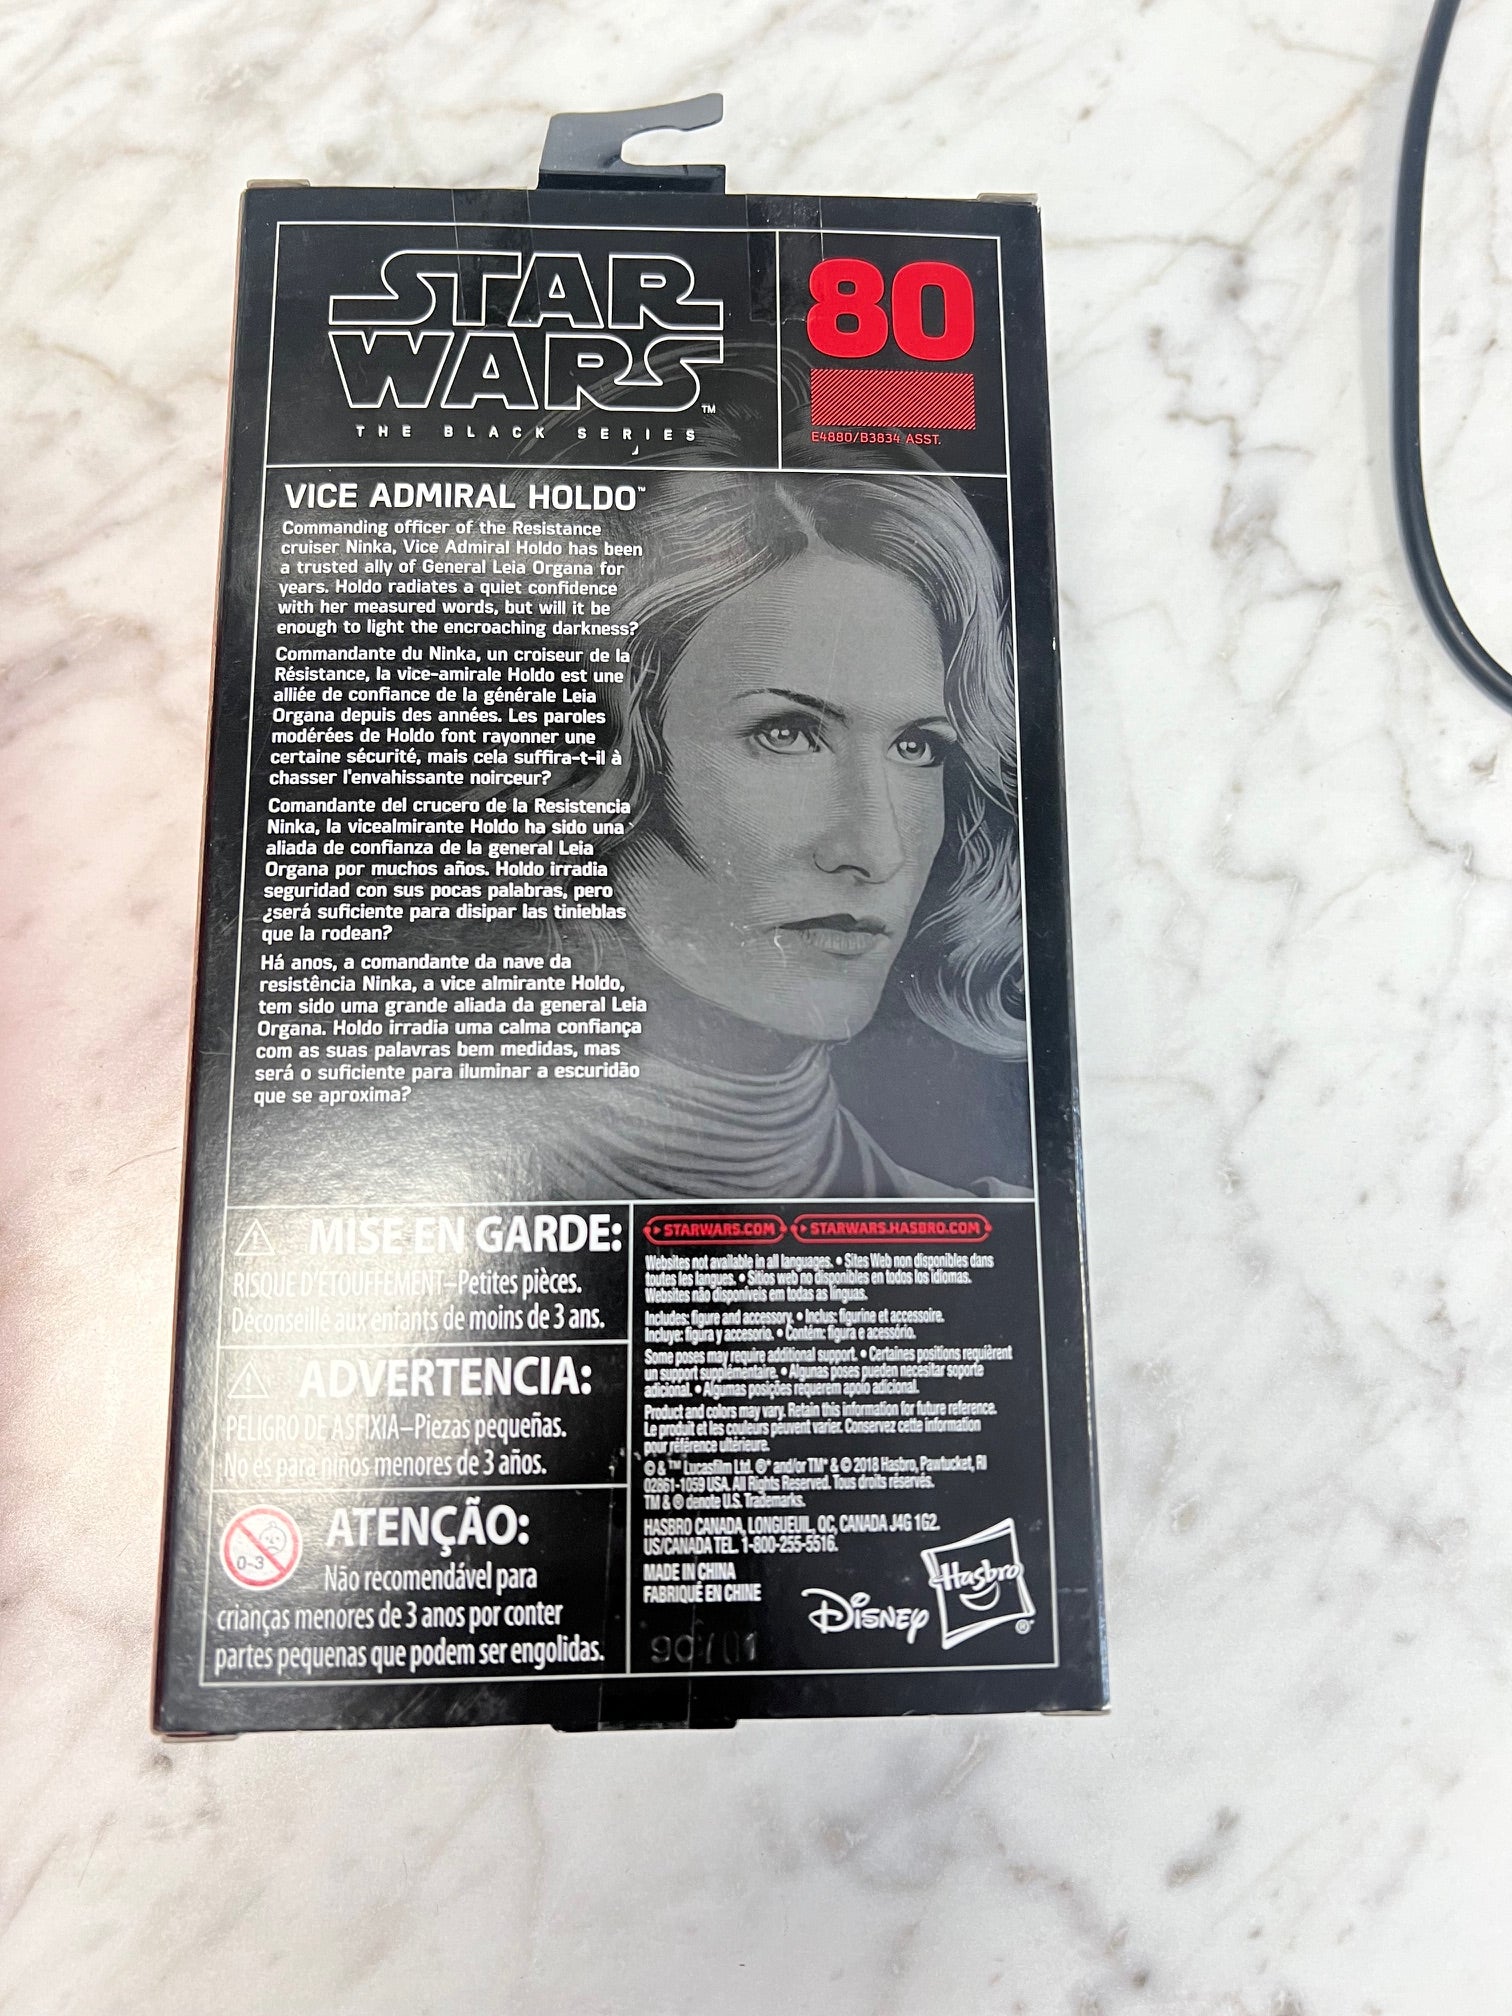 STAR
WARS™
THE BLACK SERIES
80
E4880/B3834 ASST.
VICE ADMIRAL HOLDO™
Commanding officer of the Resistance
cruiser Ninka, Vice Admiral Holdo has been
a trusted ally of General Leia Organa for
years. Holdo radiates a quiet confidence
with her measured words, but will it be
enough to light the encroaching darkness?
Commandante du Ninka, un croiseur de la
Résistance, la vice-amirale Holdo est une
alliée de confiance de la générale Leia
Organa depuis des années. Les paroles
modérées de Holdo font rayonner une
certaine sécurité, mais cela suffira-t-il à
chasser l'envahissante noirceur?
Comandante del crucero de la Resistencia
Ninka, la vicealmirante Holdo ha sido una
aliada de confianza de la general Leia
Organa por muchos años. Holdo irradia
seguridad con sus pocas palabras, pero
¿será suficiente para disipar las tinieblas
que la rodean?
Há anos, a comandante da nave da
resistência Ninka, a vice almirante Holdo,
tem sido uma grande aliada da general Leia
Organa. Holdo irradia uma calma confiança
com as suas palavras bem medidas, mas
será o suficiente para iluminar a escuridão
que se aproxima?
MISE EN GARDE:
RISQUE D'ETOUFFEMENT–Petites pièces.
Déconseillé aux enfants de moins de 3 ans.
ADVERTENCIA:
PELIGRO DE ASFIXIA–Piezas pequeñas.
No es para niños menores de 3 años.
0-3
ATENÇÃO:
Não recomendável para
crianças menores de 3 anos por conter
partes pequenas que podem ser engolidas.
STARWARS.COM STARWARS.HASBRO.COM
Websites not available in all languages. • Sites Web non disponibles dans
toutes les langues. • Sitios web no disponibles en todos los idiomas.
Websites não disponíveis em todas as línguas.
Includes: figure and accessory. • Inclus: figurine et accessoire.
Incluye: figura y accesorio. • Contém: figura e acessório.
Some poses may require additional support. • Certaines positions requièrent
un support supplémentaire. • Algunas poses pueden necesitar soporte
adicional. • Algumas posições requerem apoio adicional.
Product and colors may vary. Retain this information for future reference.
Le produit et les couleurs peuvent varier. Conservez cette information
pour référence ultérieure.
© & ™ Lucasfilm Ltd. ®* and/or TM* & © 2018 Hasbro, Pawtucket, RI
02861-1059 USA. All Rights Reserved. Tous droits réservés.
TM & ® denote U.S. Trademarks.
HASBRO CANADA, LONGUEUIL, QC, CANADA J4G 1G2.
US/CANADA TEL. 1-800-255-5516.
MADE IN CHINA
FABRIQUÉ EN CHINE
Disney
Hasbro
®*